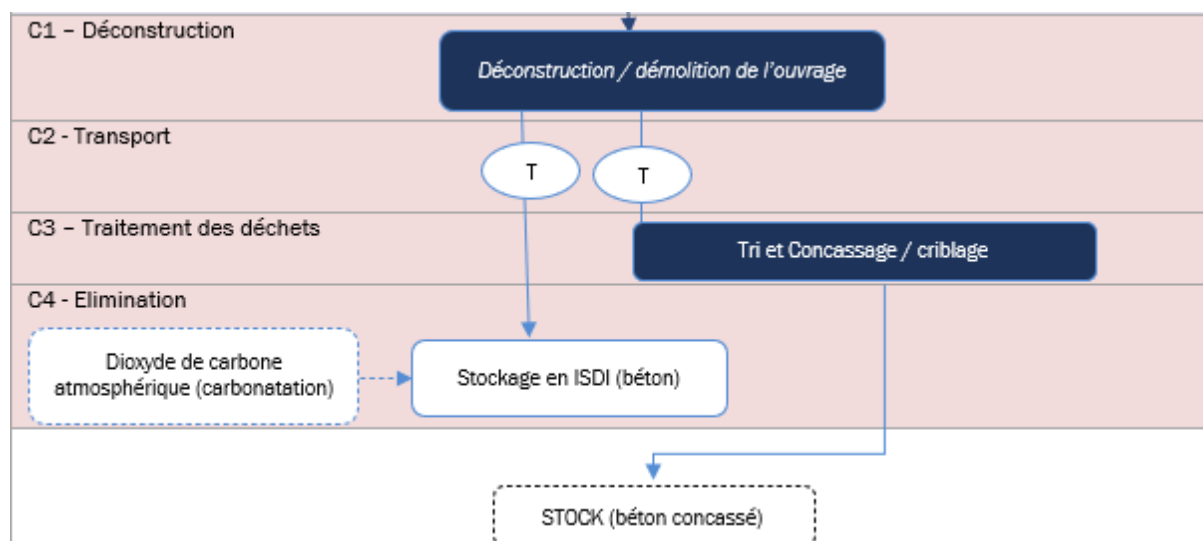 C1 – Déconstruction
Déconstruction / démolition de l'ouvrage
C2 - Transport
T
T
C3 – Traitement des déchets
Tri et Concassage / criblage
C4 - Elimination
Dioxyde de carbone
atmosphérique (carbonatation)
Stockage en ISDI (béton)
STOCK (béton concassé)